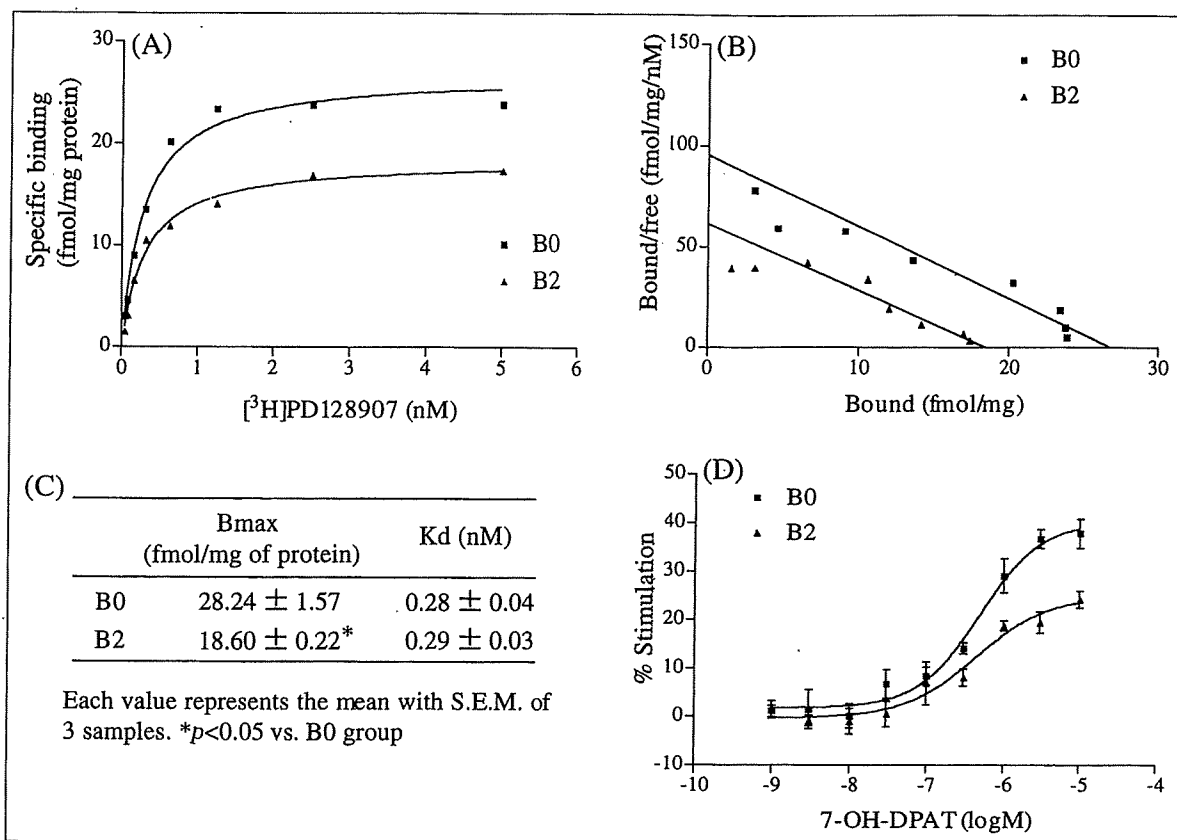 (A)
30
20
10
0
Specific binding
(fmol/mg protein)
B0
B2
0 1 2 3 4 5 6
[³H]PD128907 (nM)
(B)
150
100
50
0
Bound/free (fmol/mg/nM)
B0
B2
0 10 20 30
Bound (fmol/mg)
(C)
Bmax
(fmol/mg of protein)
Kd (nM)
B0 28.24 ± 1.57 0.28 ± 0.04
B2 18.60 ± 0.22* 0.29 ± 0.03
Each value represents the mean with S.E.M. of
3 samples. *p<0.05 vs. B0 group
(D)
50
40
30
20
10
0
-10
% Stimulation
B0
B2
-10 -9 -8 -7 -6 -5 -4
7-OH-DPAT (logM)